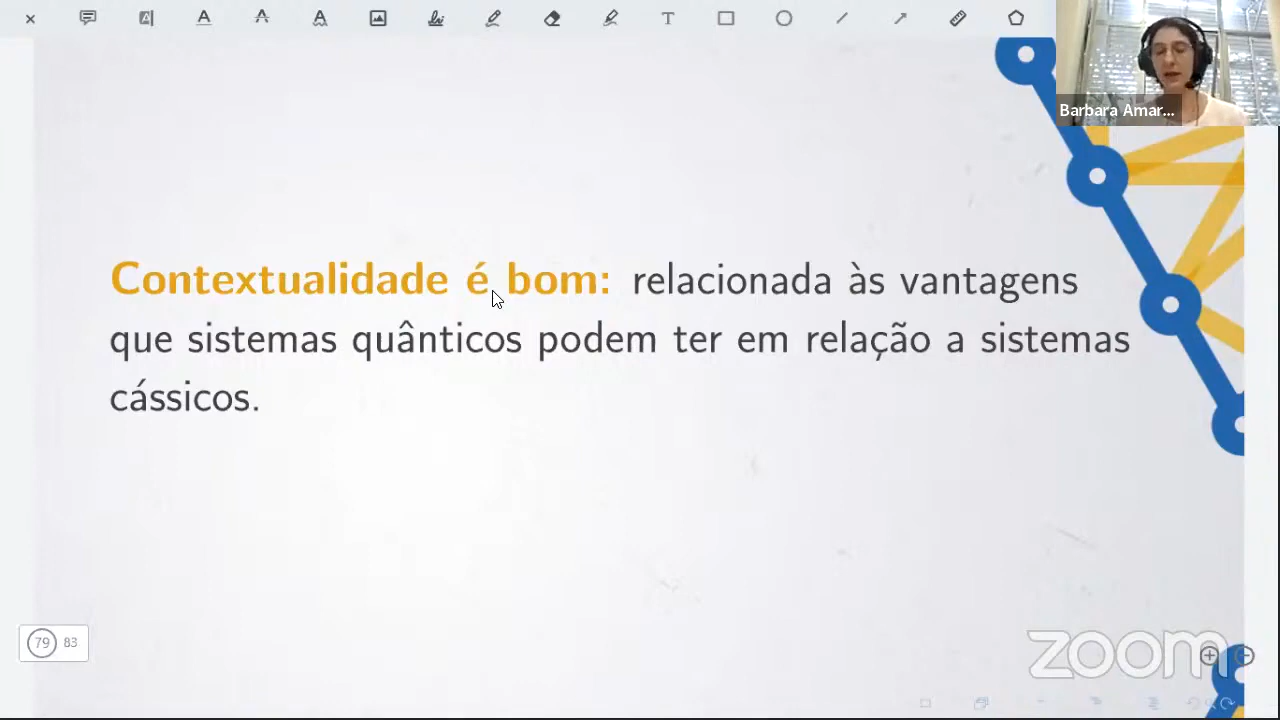 Barbara Amar...
Contextualidade é bom: relacionada às vantagens
que sistemas quânticos podem ter em relação a sistemas
cássicos.
79 83
zoom